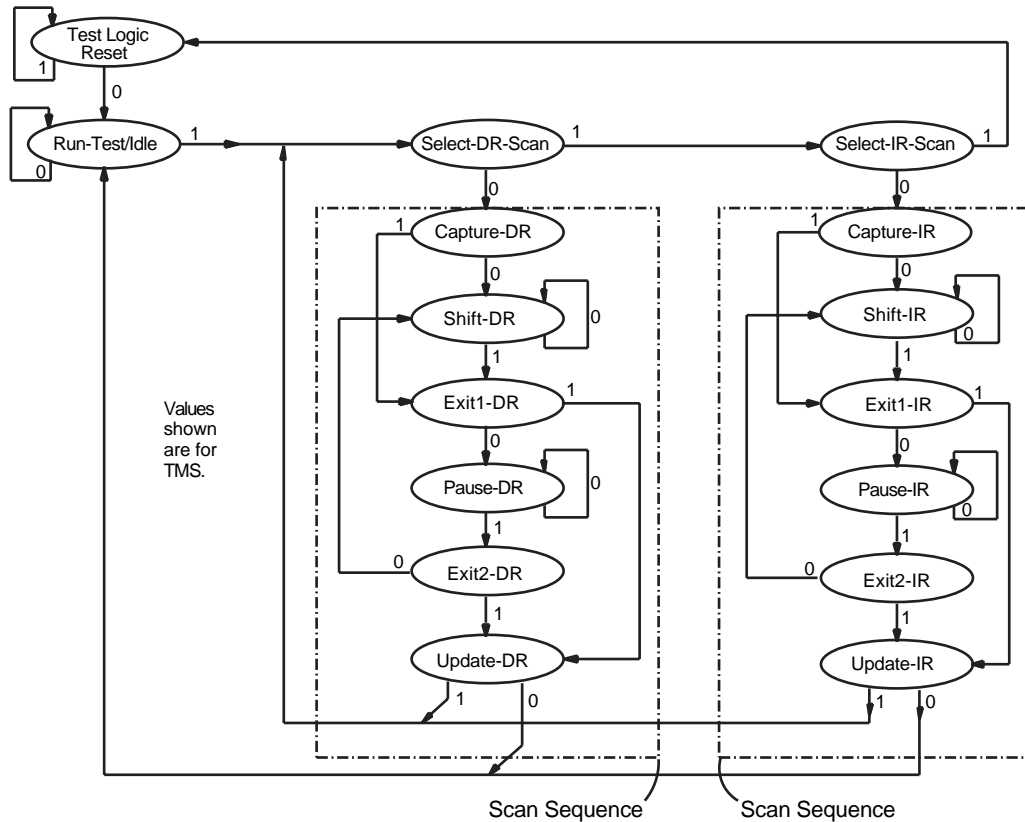 Test Logic
Reset
1
0
Run-Test/Idle
0
1
Select-DR-Scan
1
Select-IR-Scan
1
0
0
1
Capture-DR
0
Shift-DR
0
1
Exit1-DR
1
0
Pause-DR
0
1
0
Exit2-DR
1
Update-DR
1
0
1
Capture-IR
0
Shift-IR
0
1
Exit1-IR
1
0
Pause-IR
0
1
0
Exit2-IR
1
Update-IR
1
0
Values
shown
are for
TMS.
Scan Sequence
Scan Sequence